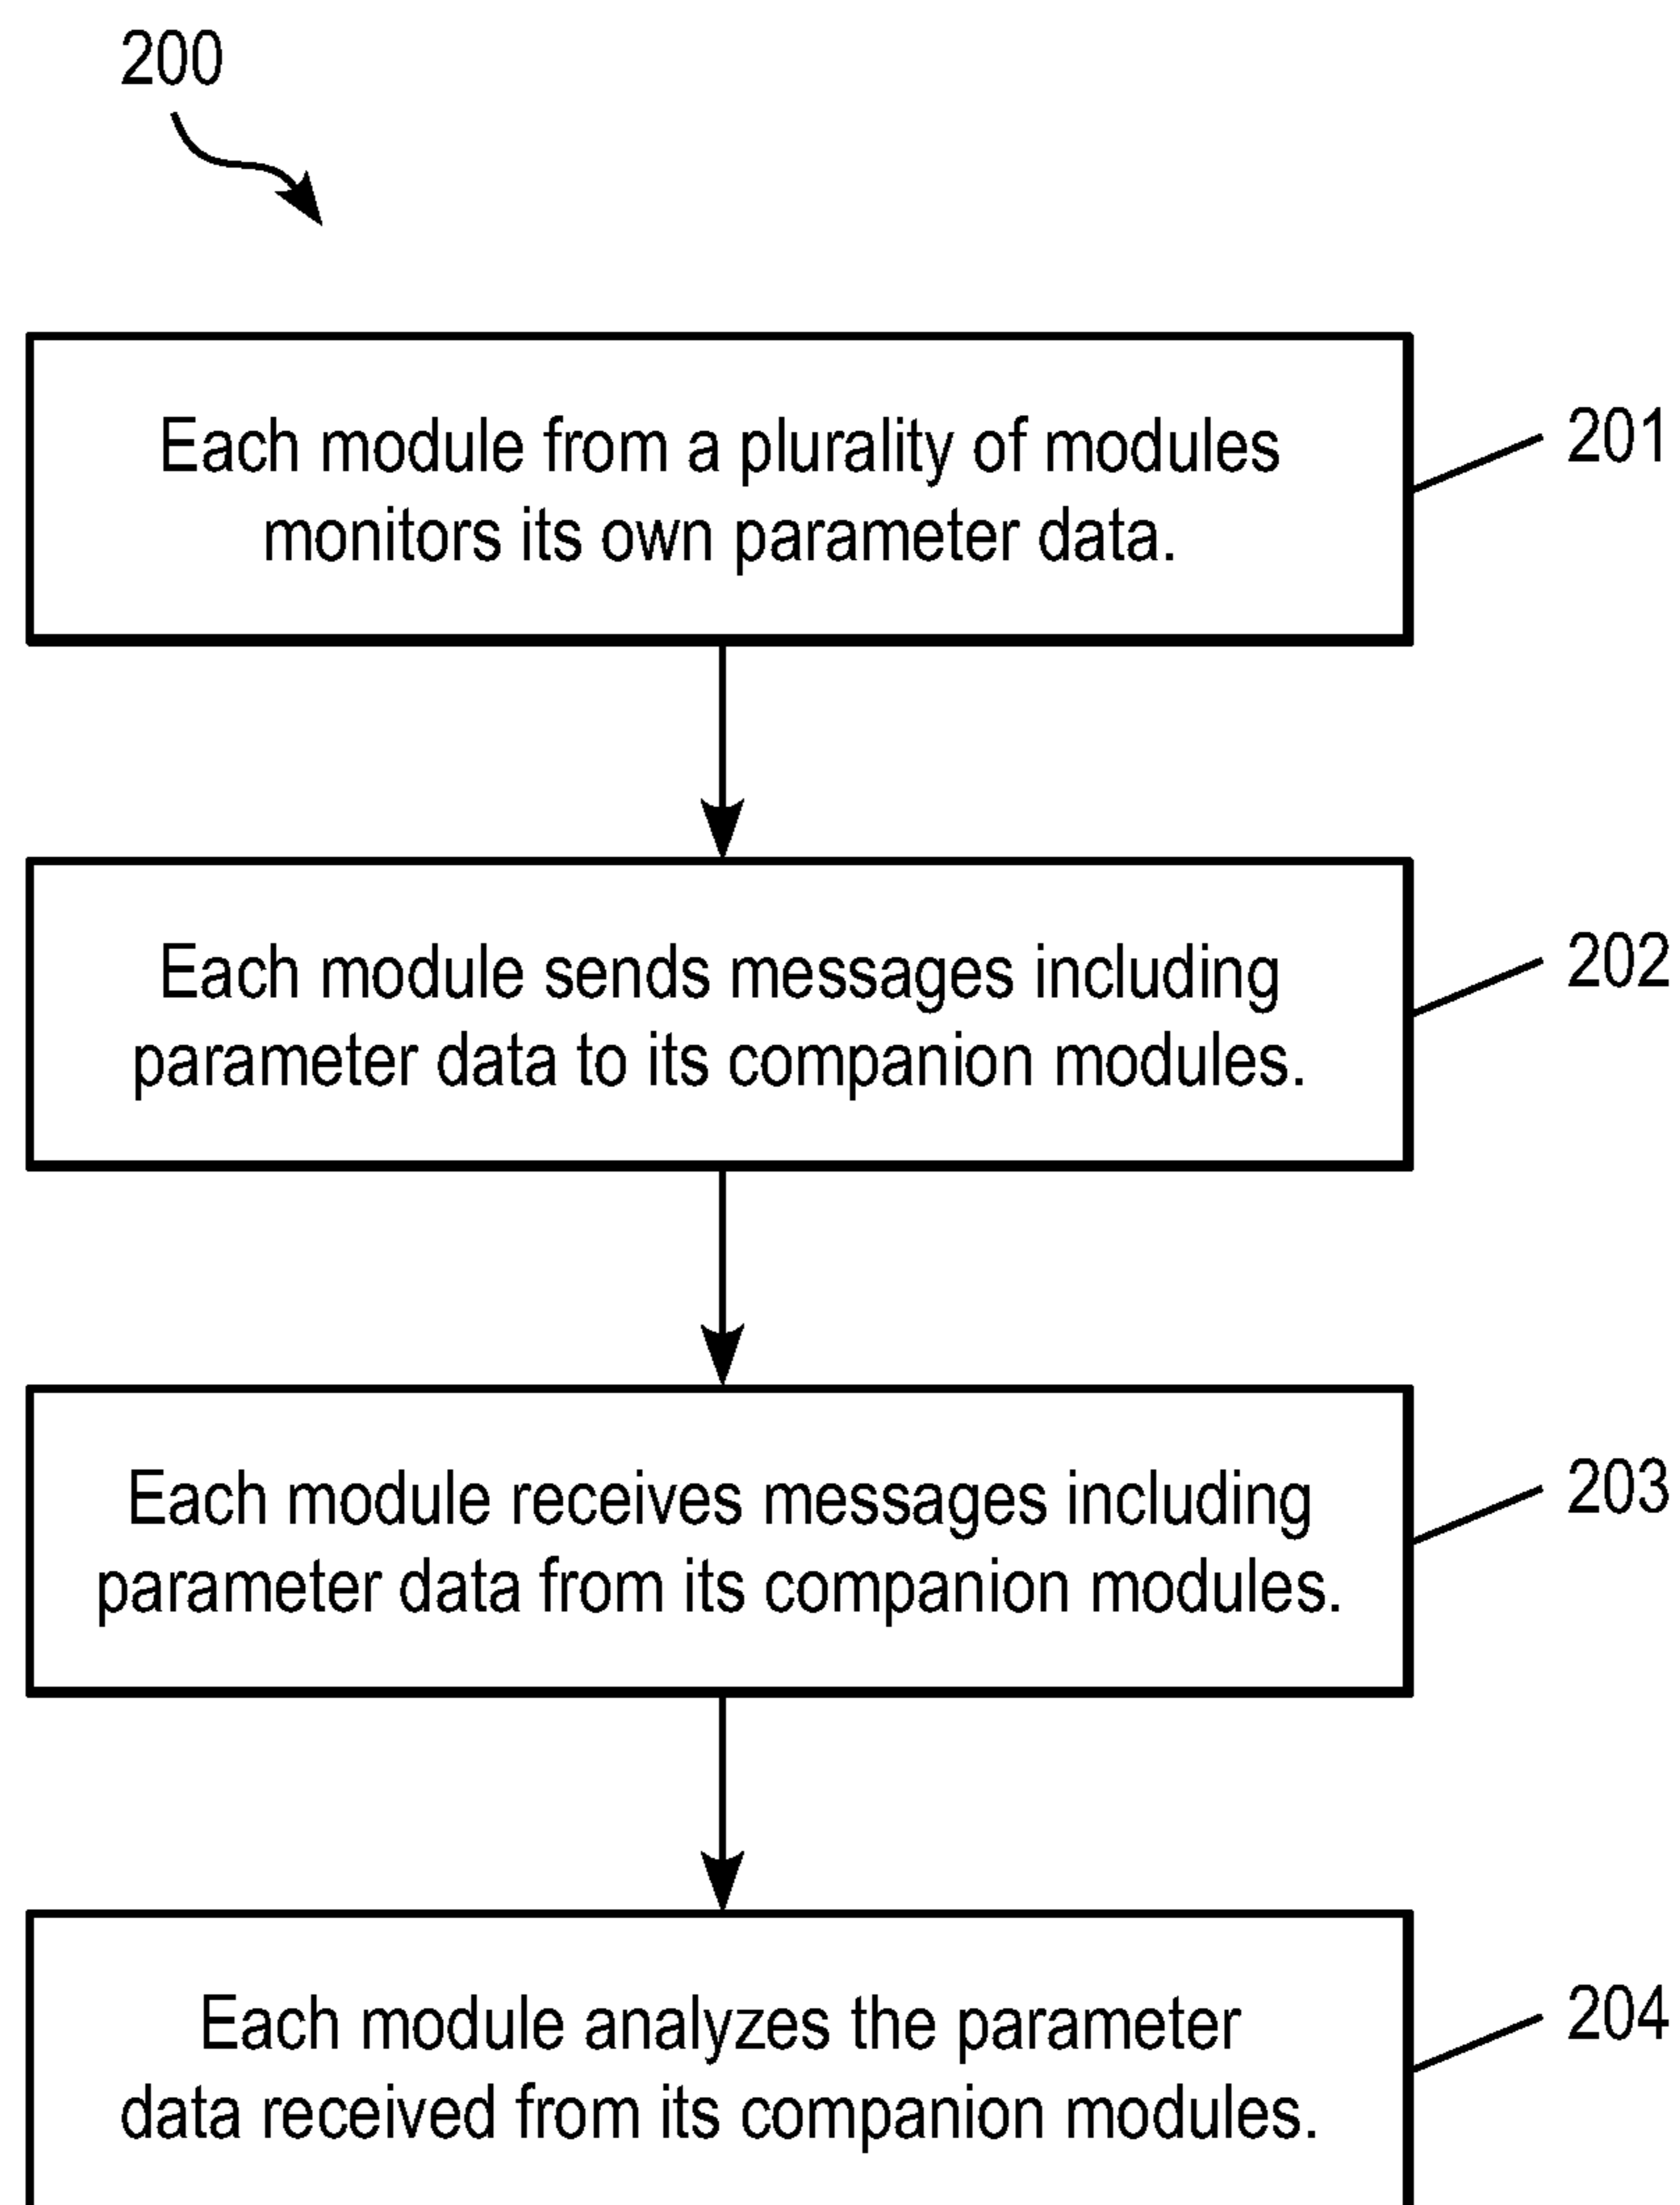 200
Each module from a plurality of modules
monitors its own parameter data.
201
Each module sends messages including
parameter data to its companion modules.
202
Each module receives messages including
parameter data from its companion modules.
203
Each module analyzes the parameter
data received from its companion modules.
204